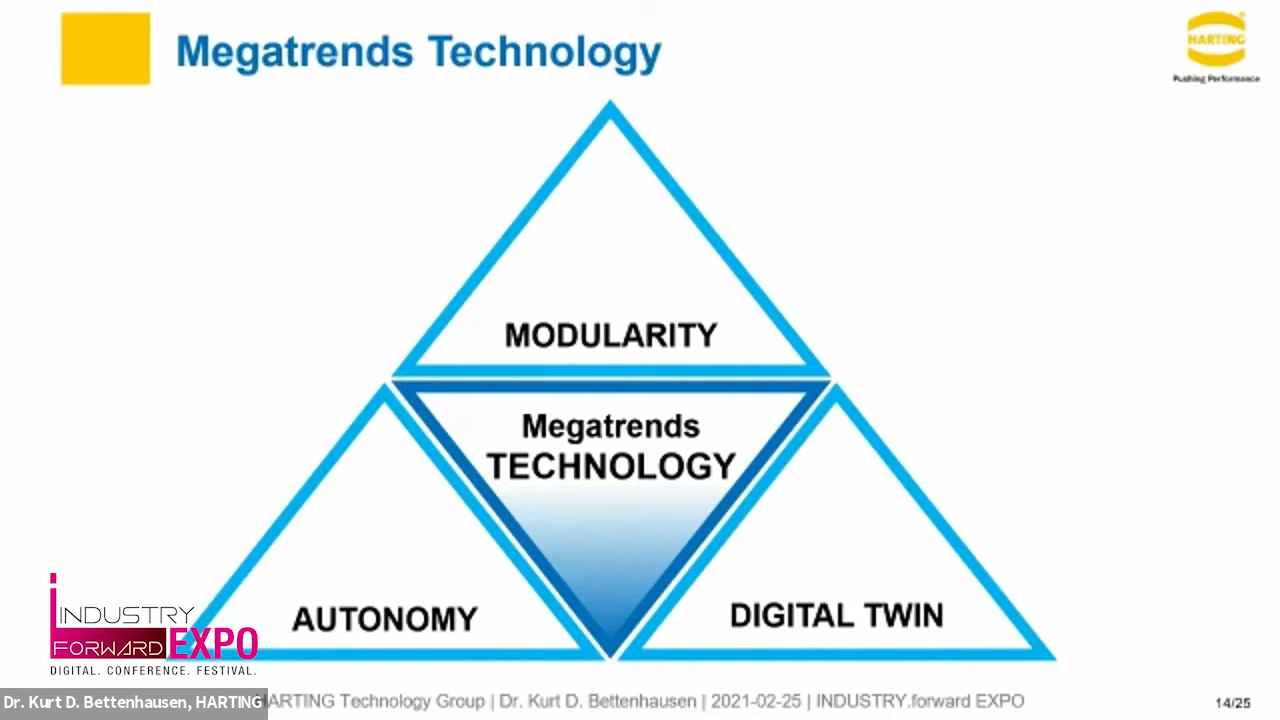 Megatrends Technology
HARTING
Pushing Performance
MODULARITY
Megatrends
TECHNOLOGY
AUTONOMY
DIGITAL TWIN
INDUSTRY
FORWARD EXPO
DIGITAL. CONFERENCE. FESTIVAL.
Dr. Kurt D. Bettenhausen, HARTING
HARTING Technology Group | Dr. Kurt D. Bettenhausen | 2021-02-25 | INDUSTRY.forward EXPO
14/25